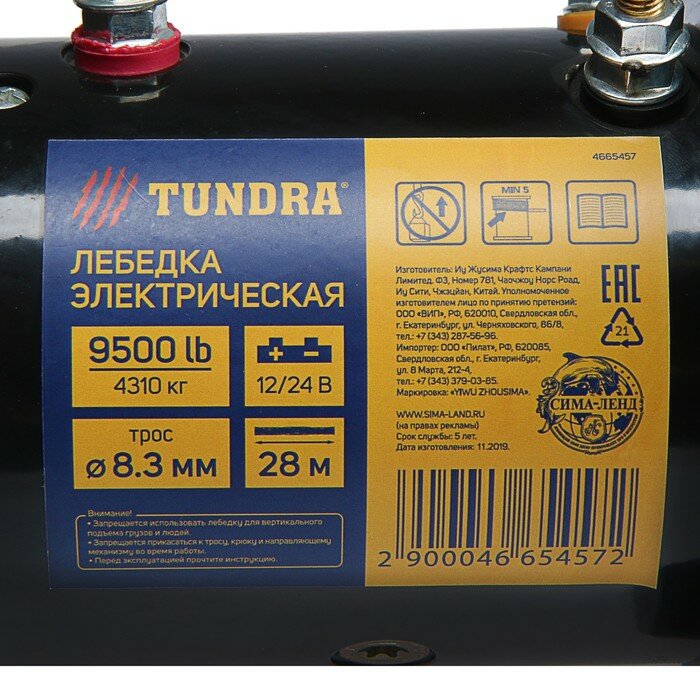 TUNDRA®
ЛЕБЕДКА
ЭЛЕКТРИЧЕСКАЯ
9500 lb
4310 кг
12/24 В
трос
ø 8.3 мм
28 м
Внимание!
• Запрещается использовать лебедку для вертикального
подъема грузов и людей.
• Запрещается прикасаться к тросу, крюку и направляющему
механизму во время работы.
• Перед эксплуатацией прочтите инструкцию.
4665457
MIN 5
Изготовитель: Иу Жусима Крафтс Кампани
Лимитед. Ф3, Номер 781, Чаочжоу Норс Роад,
Иу Сити, Чжэцзян, Китай. Уполномоченное
изготовителем лицо по принятию претензий:
ООО «ВИП», РФ, 620010, Свердловская обл.,
г. Екатеринбург, ул. Черняховского, 86/8,
тел.: +7 (343) 287-56-96.
Импортер: ООО «Пилат», РФ, 620085,
Свердловская обл., г. Екатеринбург,
ул. 8 Марта, 212-4,
тел.: +7 (343) 379-03-85.
Маркировка: «YIWU ZHOUSIMA».
WWW.SIMA-LAND.RU
(на правах рекламы)
Срок службы: 5 лет.
Дата изготовления: 11.2019.
EAC
21
СИМА-ЛЕНД
2 900046 654572